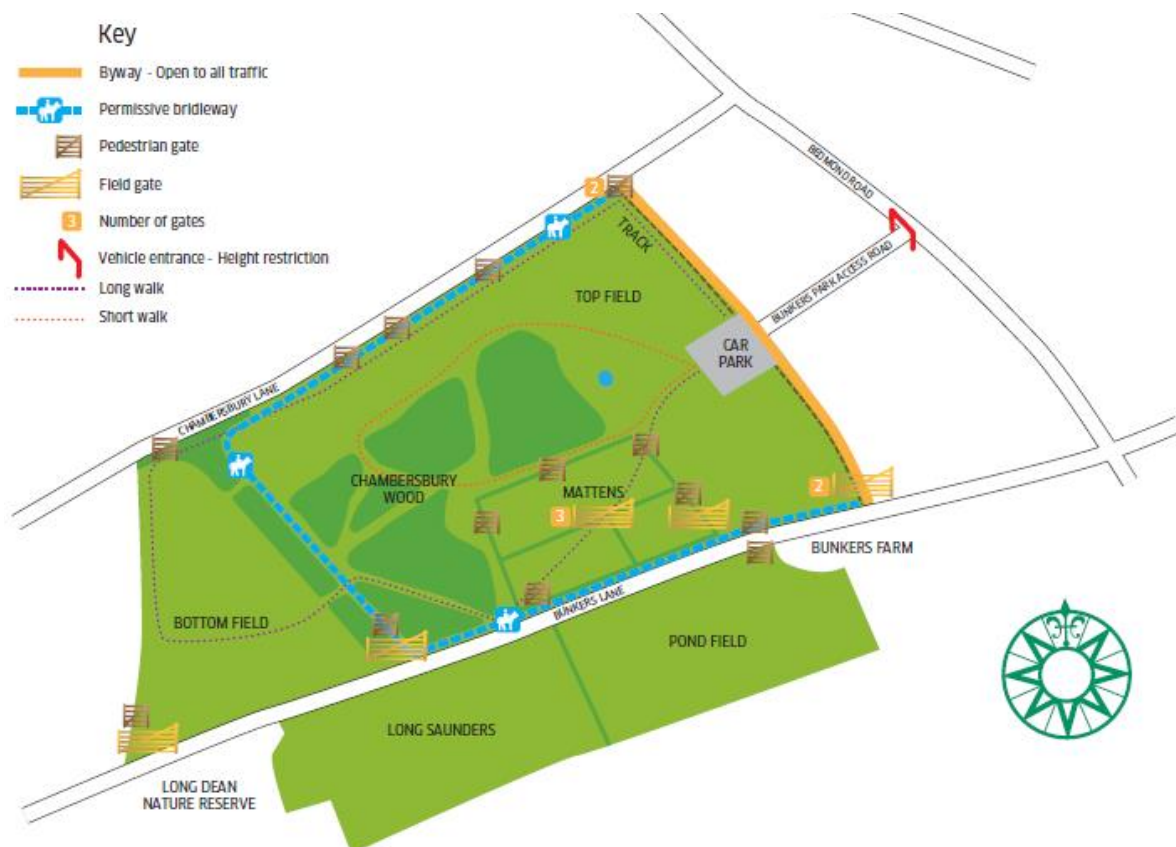 Key
Byway - Open to all traffic
Permissive bridleway
Pedestrian gate
Field gate
3
Number of gates
Vehicle entrance - Height restriction
Long walk
Short walk
BEDMOND ROAD
2
TRACK
BUNKERS PARK ACCESS ROAD
TOP FIELD
CAR
PARK
CHAMBERSBURY LANE
CHAMBERSBURY
WOOD
MATTENS
2
3
BUNKERS FARM
BUNKERS LANE
BOTTOM FIELD
POND FIELD
LONG SAUNDERS
LONG DEAN
NATURE RESERVE